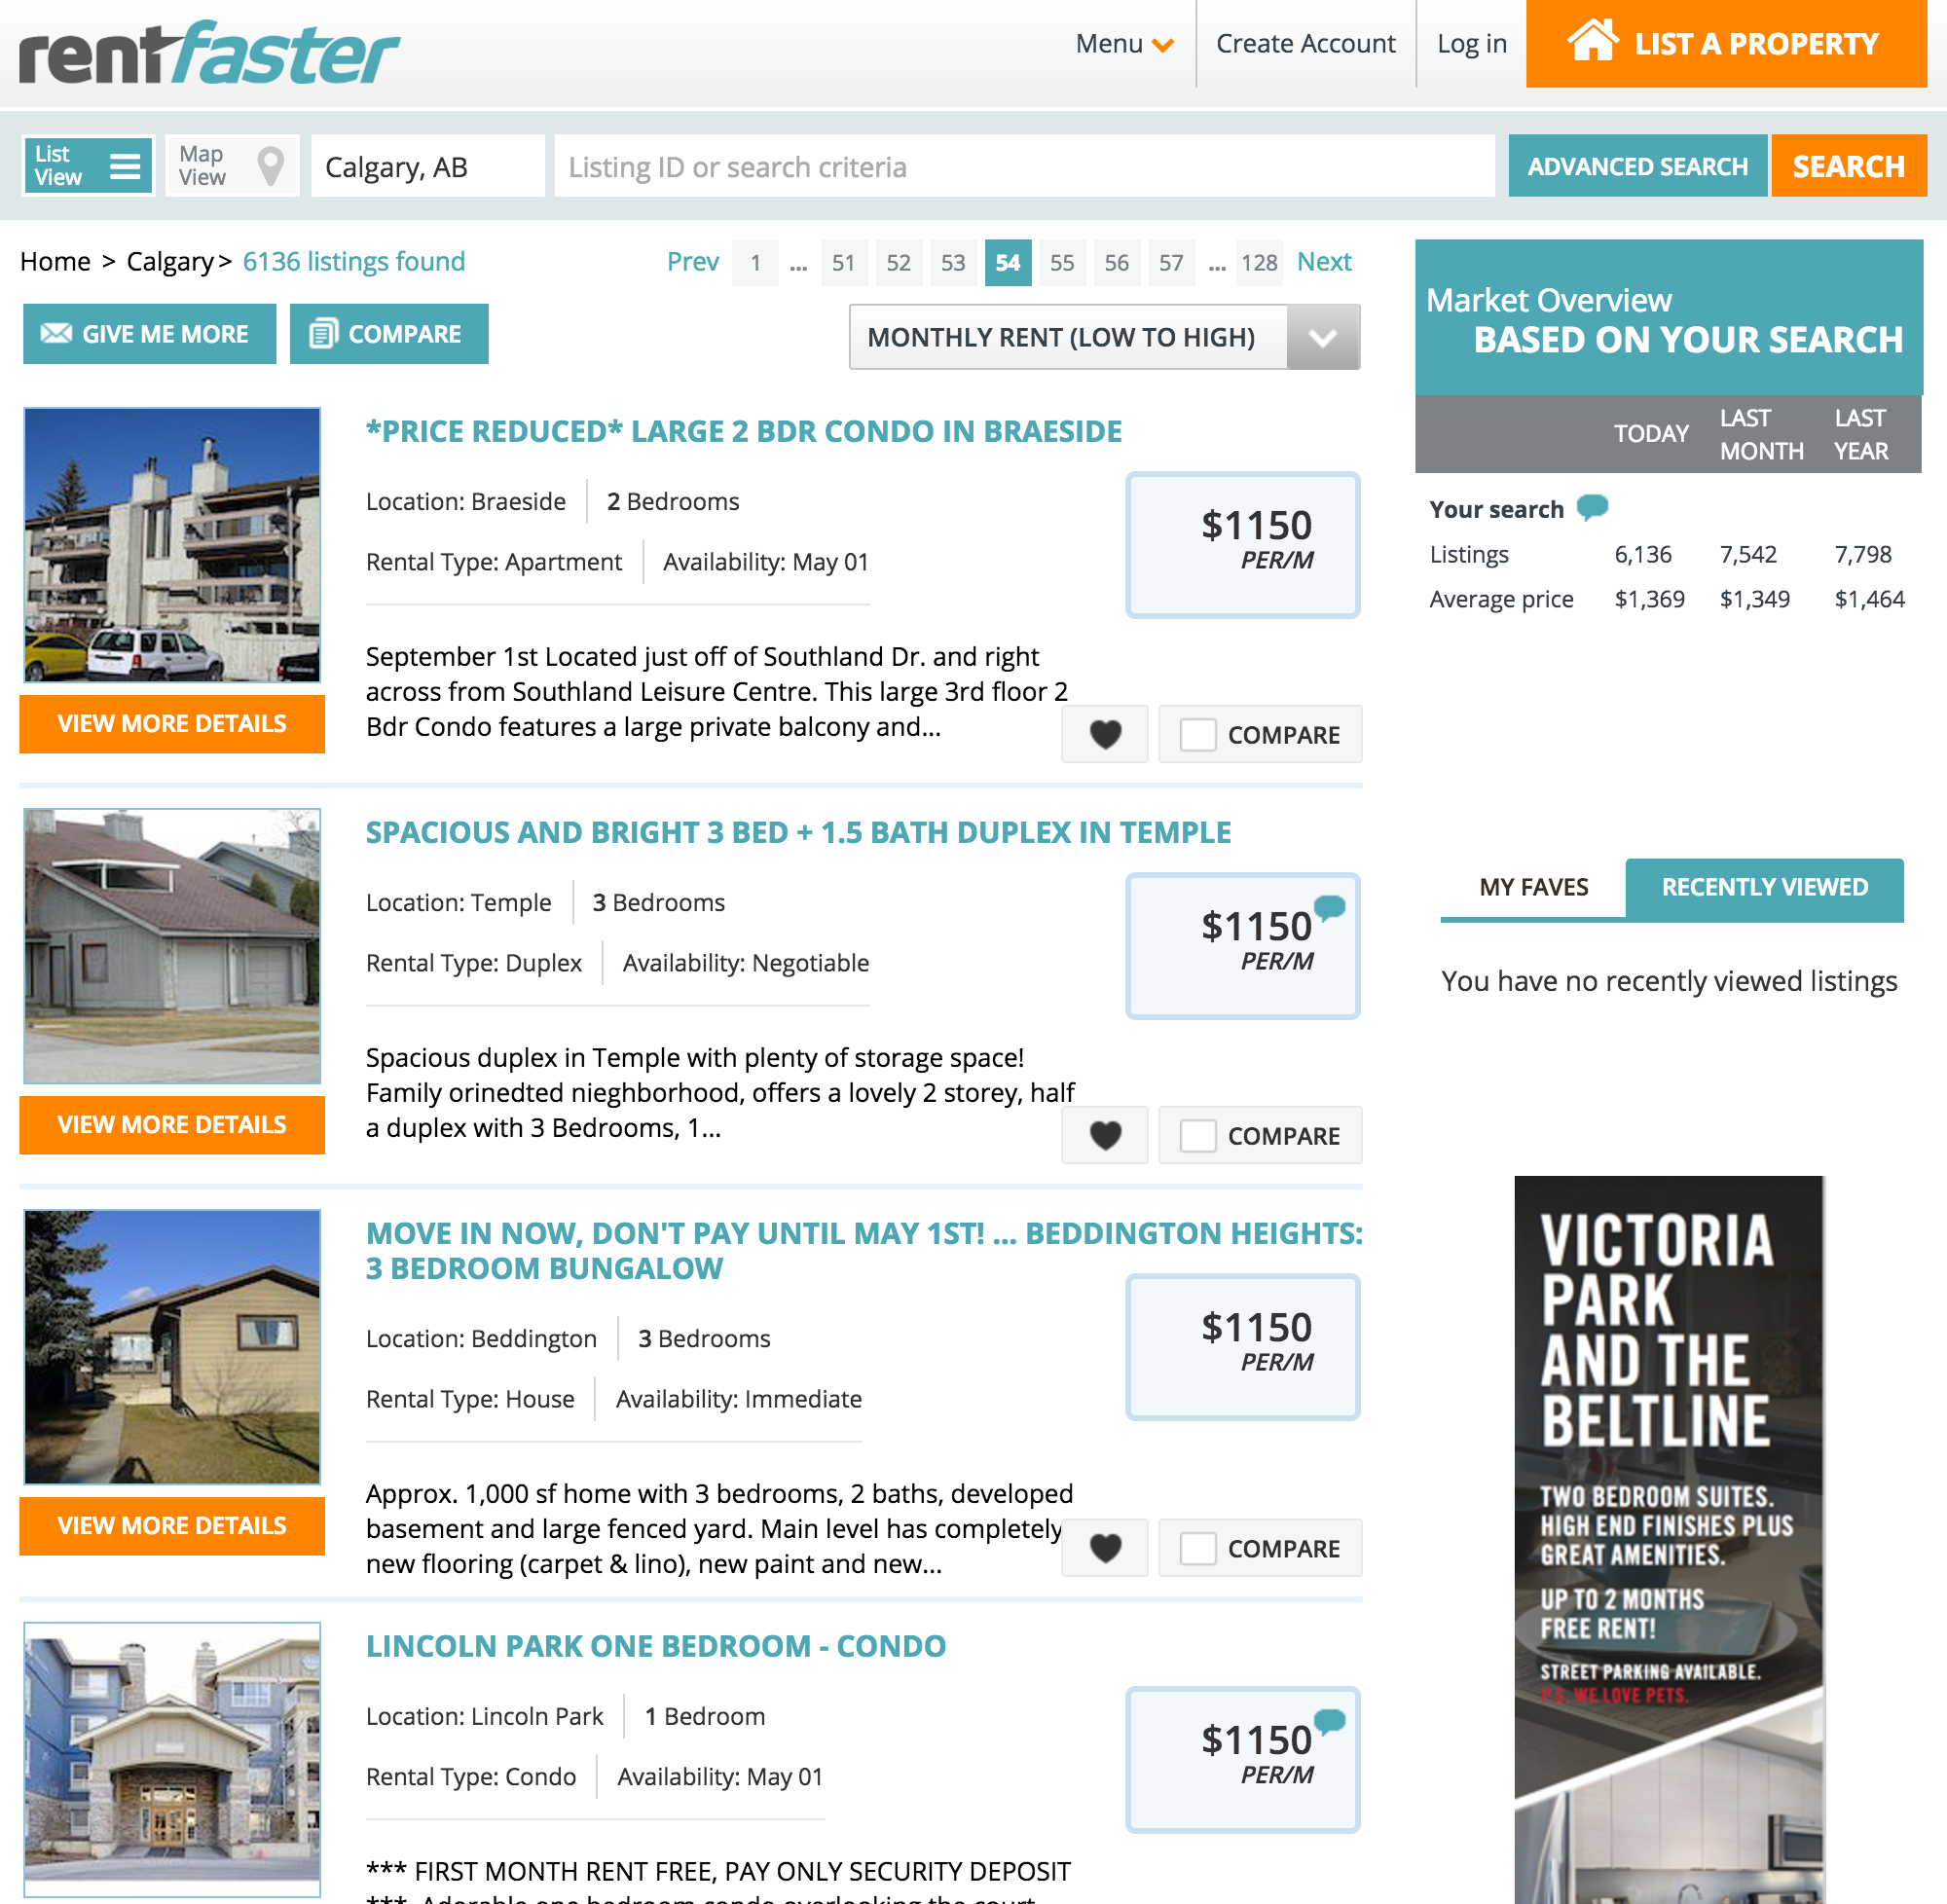 rentfaster
Menu
Create Account
Log in
LIST A PROPERTY
List
View
Map
View
Calgary, AB
Listing ID or search criteria
ADVANCED SEARCH
SEARCH
Home > Calgary > 6136 listings found
Prev 1 ... 51 52 53 54 55 56 57 ... 128 Next
GIVE ME MORE
COMPARE
MONTHLY RENT (LOW TO HIGH)
*PRICE REDUCED* LARGE 2 BDR CONDO IN BRAESIDE
Location: Braeside 2 Bedrooms
Rental Type: Apartment Availability: May 01
$1150
PER/M
September 1st Located just off of Southland Dr. and right
across from Southland Leisure Centre. This large 3rd floor 2
Bdr Condo features a large private balcony and...
VIEW MORE DETAILS
COMPARE
SPACIOUS AND BRIGHT 3 BED + 1.5 BATH DUPLEX IN TEMPLE
Location: Temple 3 Bedrooms
Rental Type: Duplex Availability: Negotiable
$1150
PER/M
Spacious duplex in Temple with plenty of storage space!
Family orinedted nieghborhood, offers a lovely 2 storey, half
a duplex with 3 Bedrooms, 1...
VIEW MORE DETAILS
COMPARE
MOVE IN NOW, DON'T PAY UNTIL MAY 1ST! ... BEDDINGTON HEIGHTS:
3 BEDROOM BUNGALOW
Location: Beddington 3 Bedrooms
Rental Type: House Availability: Immediate
$1150
PER/M
Approx. 1,000 sf home with 3 bedrooms, 2 baths, developed
basement and large fenced yard. Main level has completely
new flooring (carpet & lino), new paint and new...
VIEW MORE DETAILS
COMPARE
LINCOLN PARK ONE BEDROOM - CONDO
Location: Lincoln Park 1 Bedroom
Rental Type: Condo Availability: May 01
$1150
PER/M
*** FIRST MONTH RENT FREE, PAY ONLY SECURITY DEPOSIT
*** Adorable one bedroom condo overlooking the court
Market Overview
BASED ON YOUR SEARCH
TODAY LAST MONTH LAST YEAR
Your search
Listings 6,136 7,542 7,798
Average price $1,369 $1,349 $1,464
MY FAVES
RECENTLY VIEWED
You have no recently viewed listings
VICTORIA
PARK
AND THE
BELTLINE
TWO BEDROOM SUITES.
HIGH END FINISHES PLUS
GREAT AMENITIES.
UP TO 2 MONTHS
FREE RENT!
STREET PARKING AVAILABLE.
P.S. WE LOVE PETS.